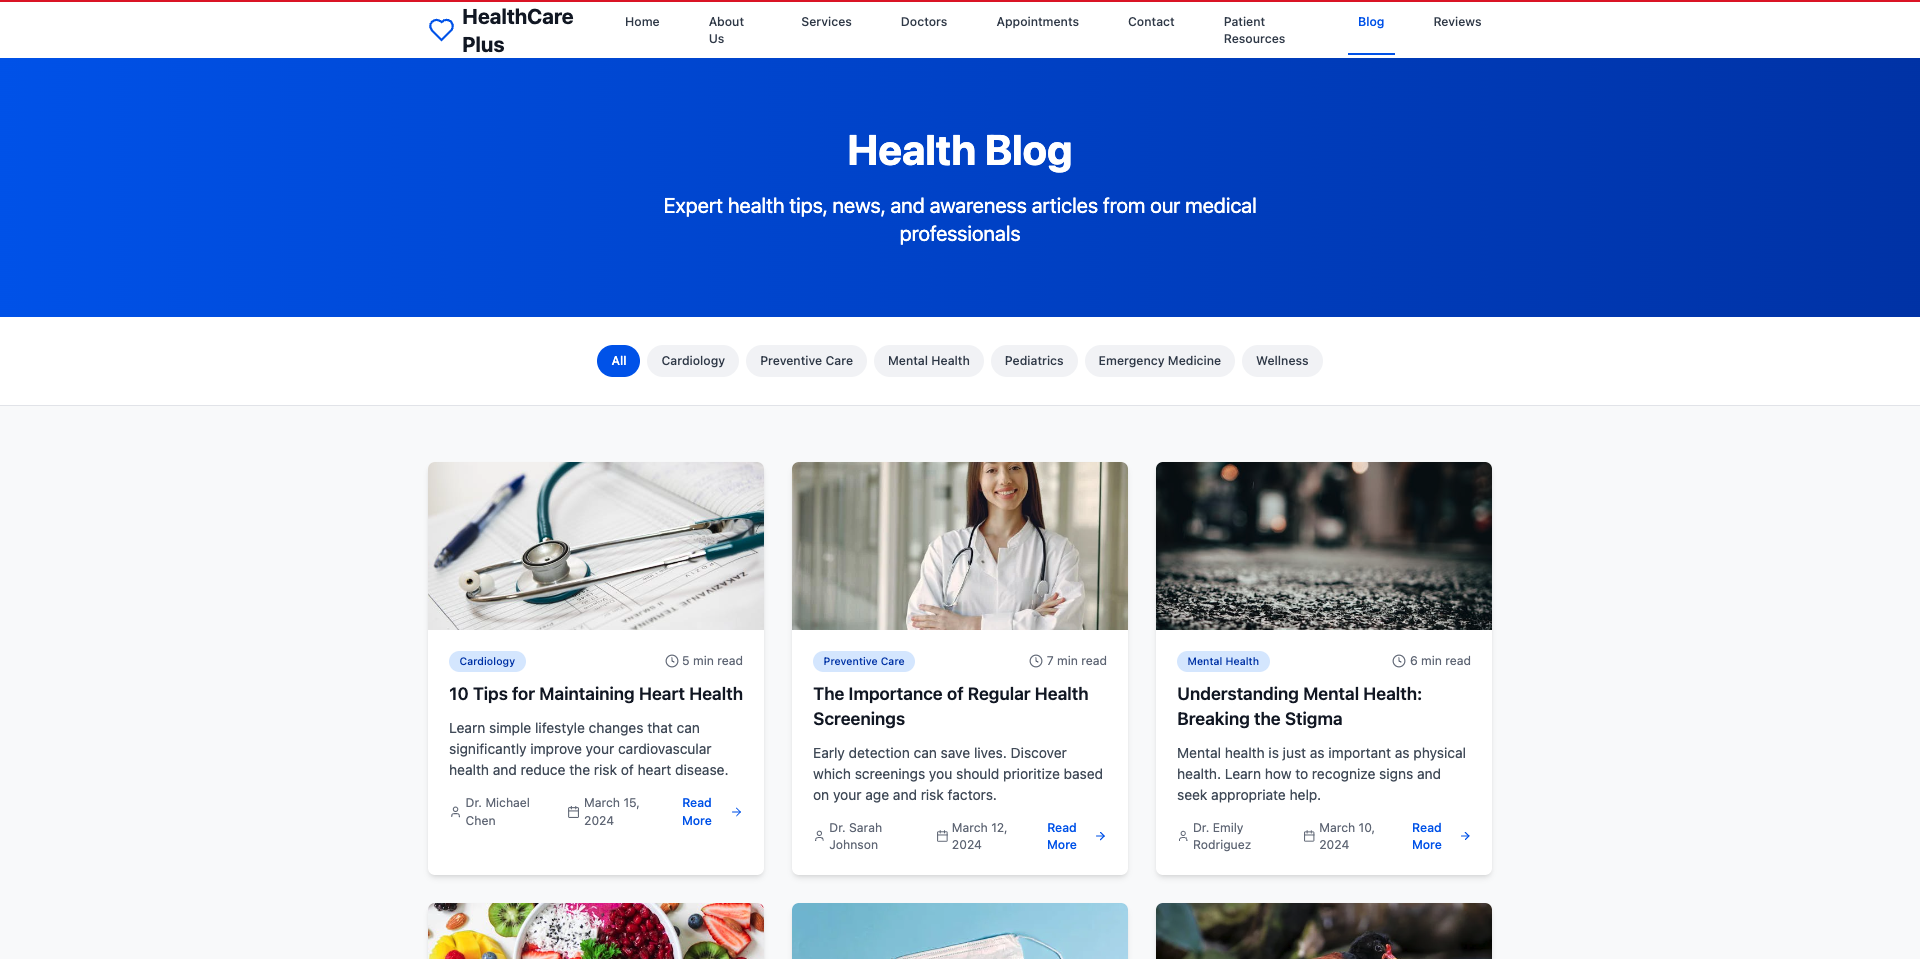 HealthCare
Plus
Home
About
Us
Services
Doctors
Appointments
Contact
Patient
Resources
Blog
Reviews
Health Blog
Expert health tips, news, and awareness articles from our medical
professionals
All
Cardiology
Preventive Care
Mental Health
Pediatrics
Emergency Medicine
Wellness
ZAKAZIVANJE TERMINA
Cardiology
5 min read
10 Tips for Maintaining Heart Health
Learn simple lifestyle changes that can
significantly improve your cardiovascular
health and reduce the risk of heart disease.
Dr. Michael
Chen
March 15,
2024
Read
More
Preventive Care
7 min read
The Importance of Regular Health
Screenings
Early detection can save lives. Discover
which screenings you should prioritize based
on your age and risk factors.
Dr. Sarah
Johnson
March 12,
2024
Read
More
Mental Health
6 min read
Understanding Mental Health:
Breaking the Stigma
Mental health is just as important as physical
health. Learn how to recognize signs and
seek appropriate help.
Dr. Emily
Rodriguez
March 10,
2024
Read
More